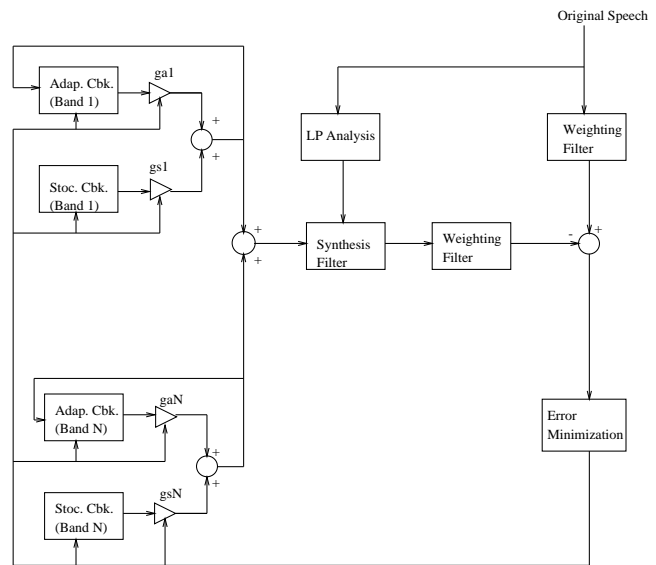 Original Speech
Adap. Cbk.
(Band 1)
ga1
+
+
Stoc. Cbk.
(Band 1)
gs1
LP Analysis
Weighting
Filter
+
+
Synthesis
Filter
Weighting
Filter
-
+
Adap. Cbk.
(Band N)
gaN
+
+
Stoc. Cbk.
(Band N)
gsN
Error
Minimization